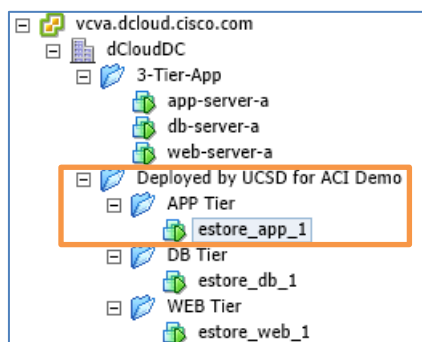 vcva.dcloud.cisco.com
dCloudDC
3-Tier-App
app-server-a
db-server-a
web-server-a
Deployed by UCSD for ACI Demo
APP Tier
estore_app_1
DB Tier
estore_db_1
WEB Tier
estore_web_1